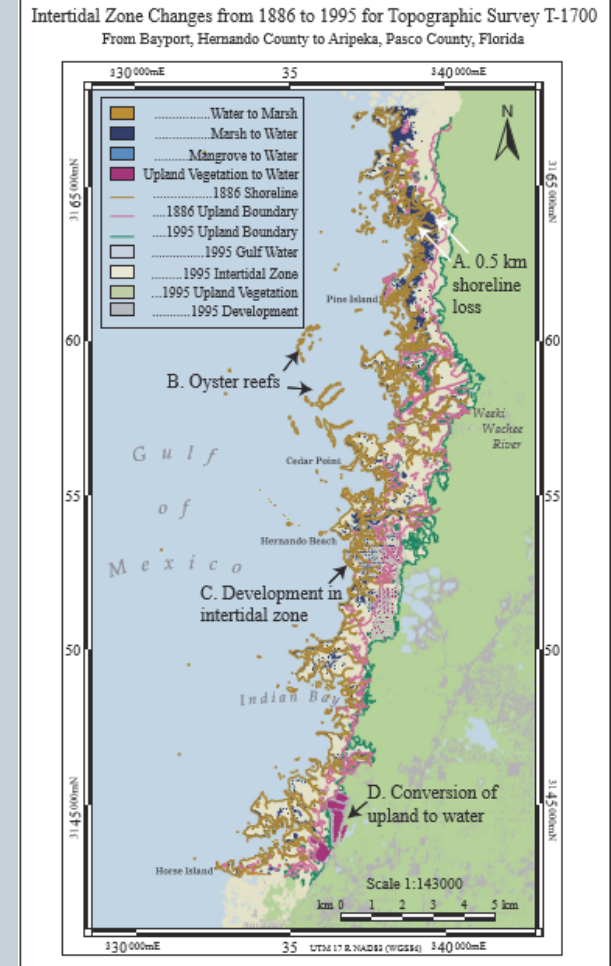 Intertidal Zone Changes from 1886 to 1995 for Topographic Survey T-1700
From Bayport, Hernando County to Aripeka, Pasco County, Florida
330000mE 35 340000mE
N
..............Water to Marsh
..............Marsh to Water
.........Mangrove to Water
Upland Vegetation to Water
...................1886 Shoreline
.......1886 Upland Boundary
......1995 Upland Boundary
...............1995 Gulf Water
.........1995 Intertidal Zone
...1995 Upland Vegetation
...........1995 Development
3165000mN
3165000mN
A. 0.5 km
shoreline
loss
Pine Island
60
60
B. Oyster reefs
Weeki
Wachee
River
Gulf
of
Mexico
Cedar Point
55
55
Hernando Beach
C. Development in
intertidal zone
50
50
Indian Bay
D. Conversion of
upland to water
3145000mN
3145000mN
Horse Island
Scale 1:143000
km 0 1 2 3 4 5 km
330000mE 35 UTM 17 R NAD83 (WGS84) 340000mE